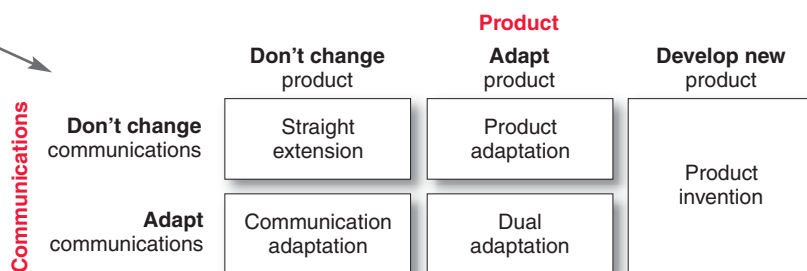 Product
Don't change
product
Adapt
product
Develop new
product
Communications
Don't change
communications
Straight
extension
Product
adaptation
Product
invention
Adapt
communications
Communication
adaptation
Dual
adaptation